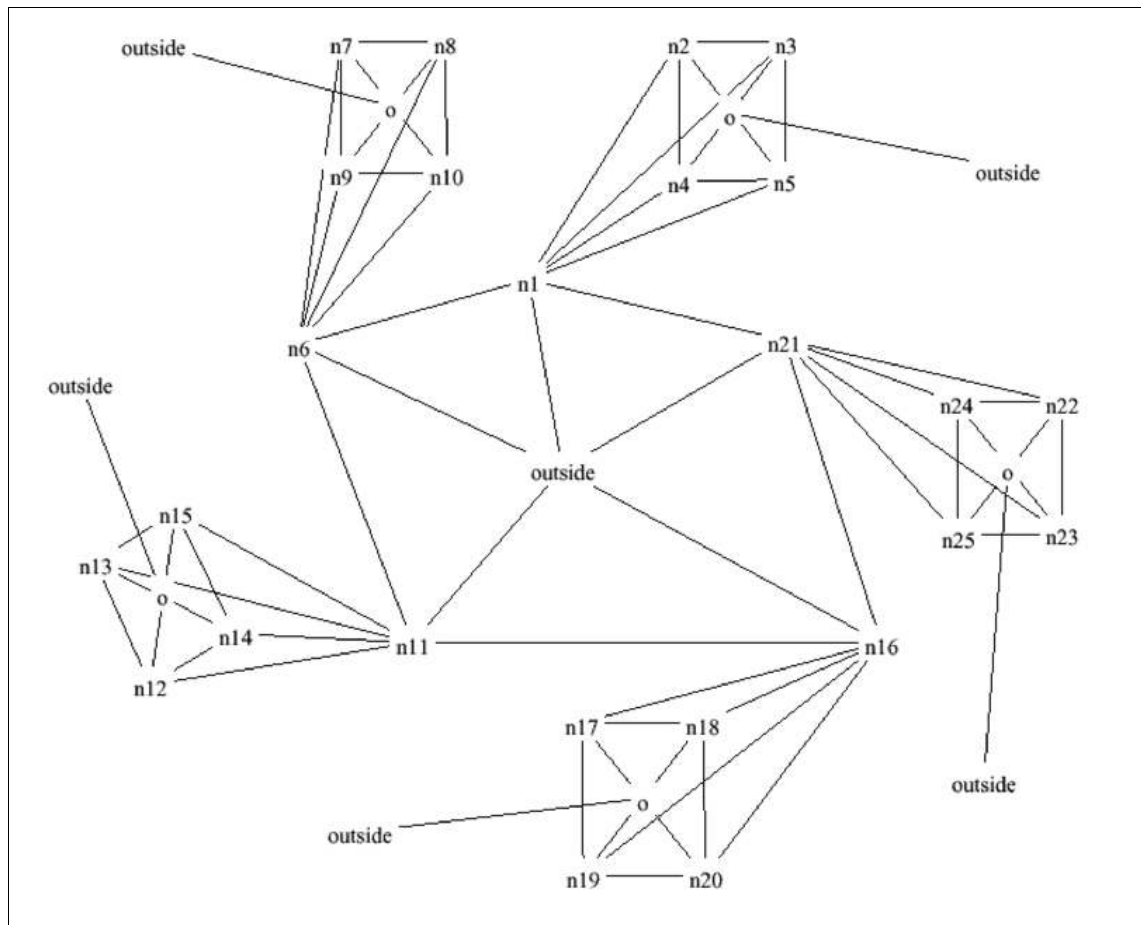 n7 n8
outside
o
n9 n10
n2 n3
o
outside
n4 n5
n1
n6
n21
outside
n24 n22
o
n25 n23
outside
outside
n15
n13
o
n14
n12
n11
n16
n17 n18
o
outside
n19 n20